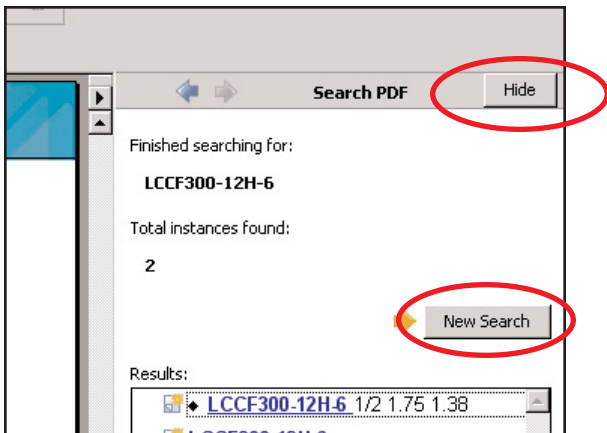 Search PDF Hide
Finished searching for:
LCCF300-12H-6
Total instances found:
2
New Search
Results:
LCCF300-12H-6 1/2 1.75 1.38